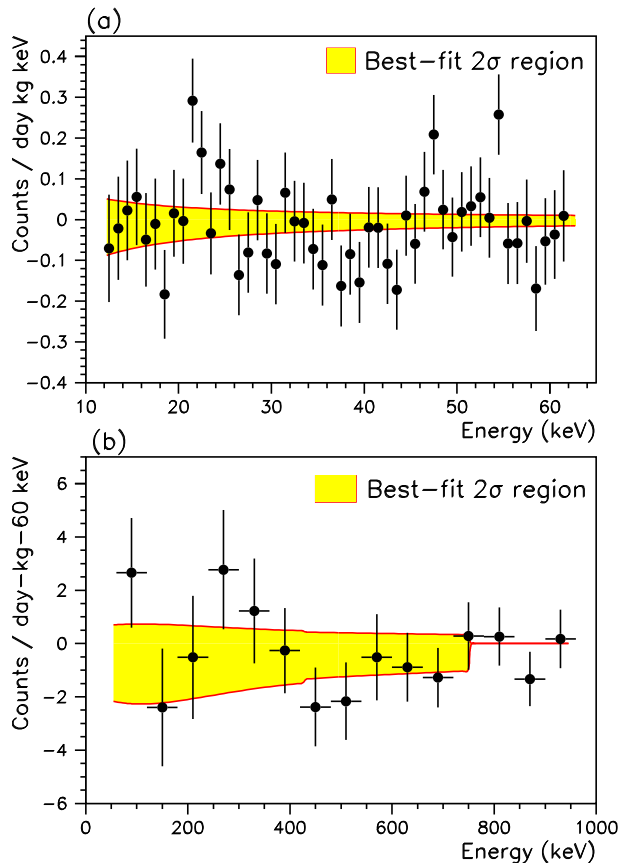 (a)
Counts / day kg keV
0.4
0.3
0.2
0.1
0
−0.1
−0.2
−0.3
−0.4
Best−fit 2σ region
10 20 30 40 50 60
Energy (keV)
(b)
Counts / day−kg−60 keV
6
4
2
0
−2
−4
−6
Best−fit 2σ region
0 200 400 600 800 1000
Energy (keV)